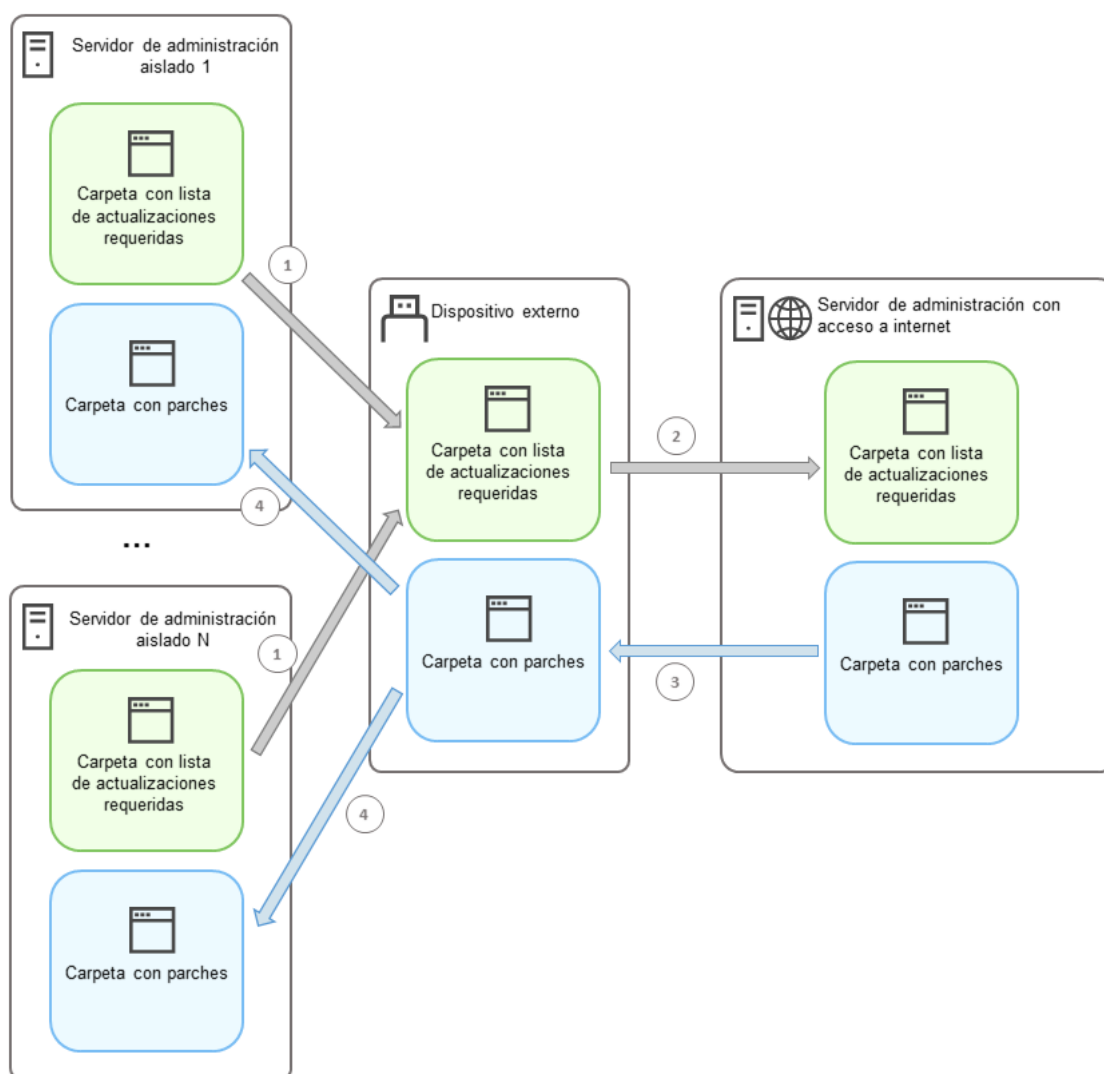 Servidor de administración
aislado 1
Carpeta con lista
de actualizaciones
requeridas
Carpeta con parches
1
4
...
Servidor de administración
aislado N
Carpeta con lista
de actualizaciones
requeridas
Carpeta con parches
1
4
Dispositivo externo
Carpeta con lista
de actualizaciones
requeridas
Carpeta con parches
2
3
Servidor de administración con
acceso a internet
Carpeta con lista
de actualizaciones
requeridas
Carpeta con parches